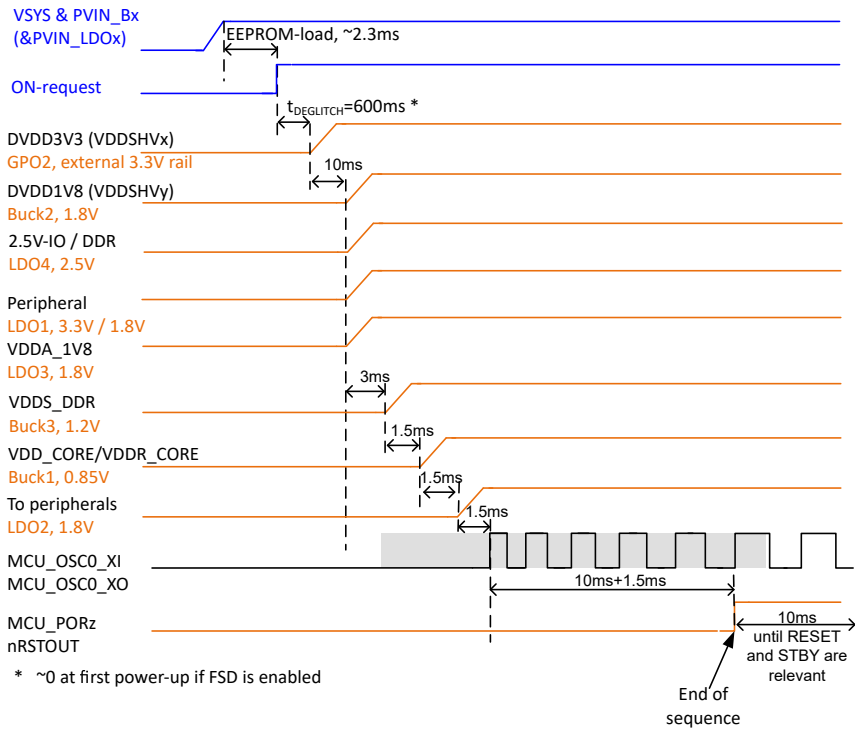 VSYS & PVIN_Bx
(&PVIN_LDOx)
EEPROM-load, ~2.3ms
ON-request
tDEGLITCH=600ms *
DVDD3V3 (VDDSHVx)
GPO2, external 3.3V rail
10ms
DVDD1V8 (VDDSHVy)
Buck2, 1.8V
2.5V-IO / DDR
LDO4, 2.5V
Peripheral
LDO1, 3.3V / 1.8V
VDDA_1V8
LDO3, 1.8V
3ms
VDDS_DDR
Buck3, 1.2V
1.5ms
VDD_CORE/VDDR_CORE
Buck1, 0.85V
1.5ms
To peripherals
LDO2, 1.8V
1.5ms
MCU_OSC0_XI
MCU_OSC0_XO
10ms+1.5ms
MCU_PORz
nRSTOUT
10ms
until RESET
and STBY are
relevant
* ~0 at first power-up if FSD is enabled
End of
sequence